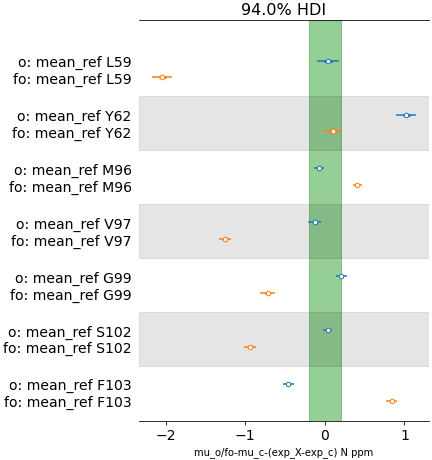 94.0% HDI
o: mean_ref L59
fo: mean_ref L59
o: mean_ref Y62
fo: mean_ref Y62
o: mean_ref M96
fo: mean_ref M96
o: mean_ref V97
fo: mean_ref V97
o: mean_ref G99
fo: mean_ref G99
o: mean_ref S102
fo: mean_ref S102
o: mean_ref F103
fo: mean_ref F103
−2 −1 0 1
mu_o/fo-mu_c-(exp_X-exp_c) N ppm